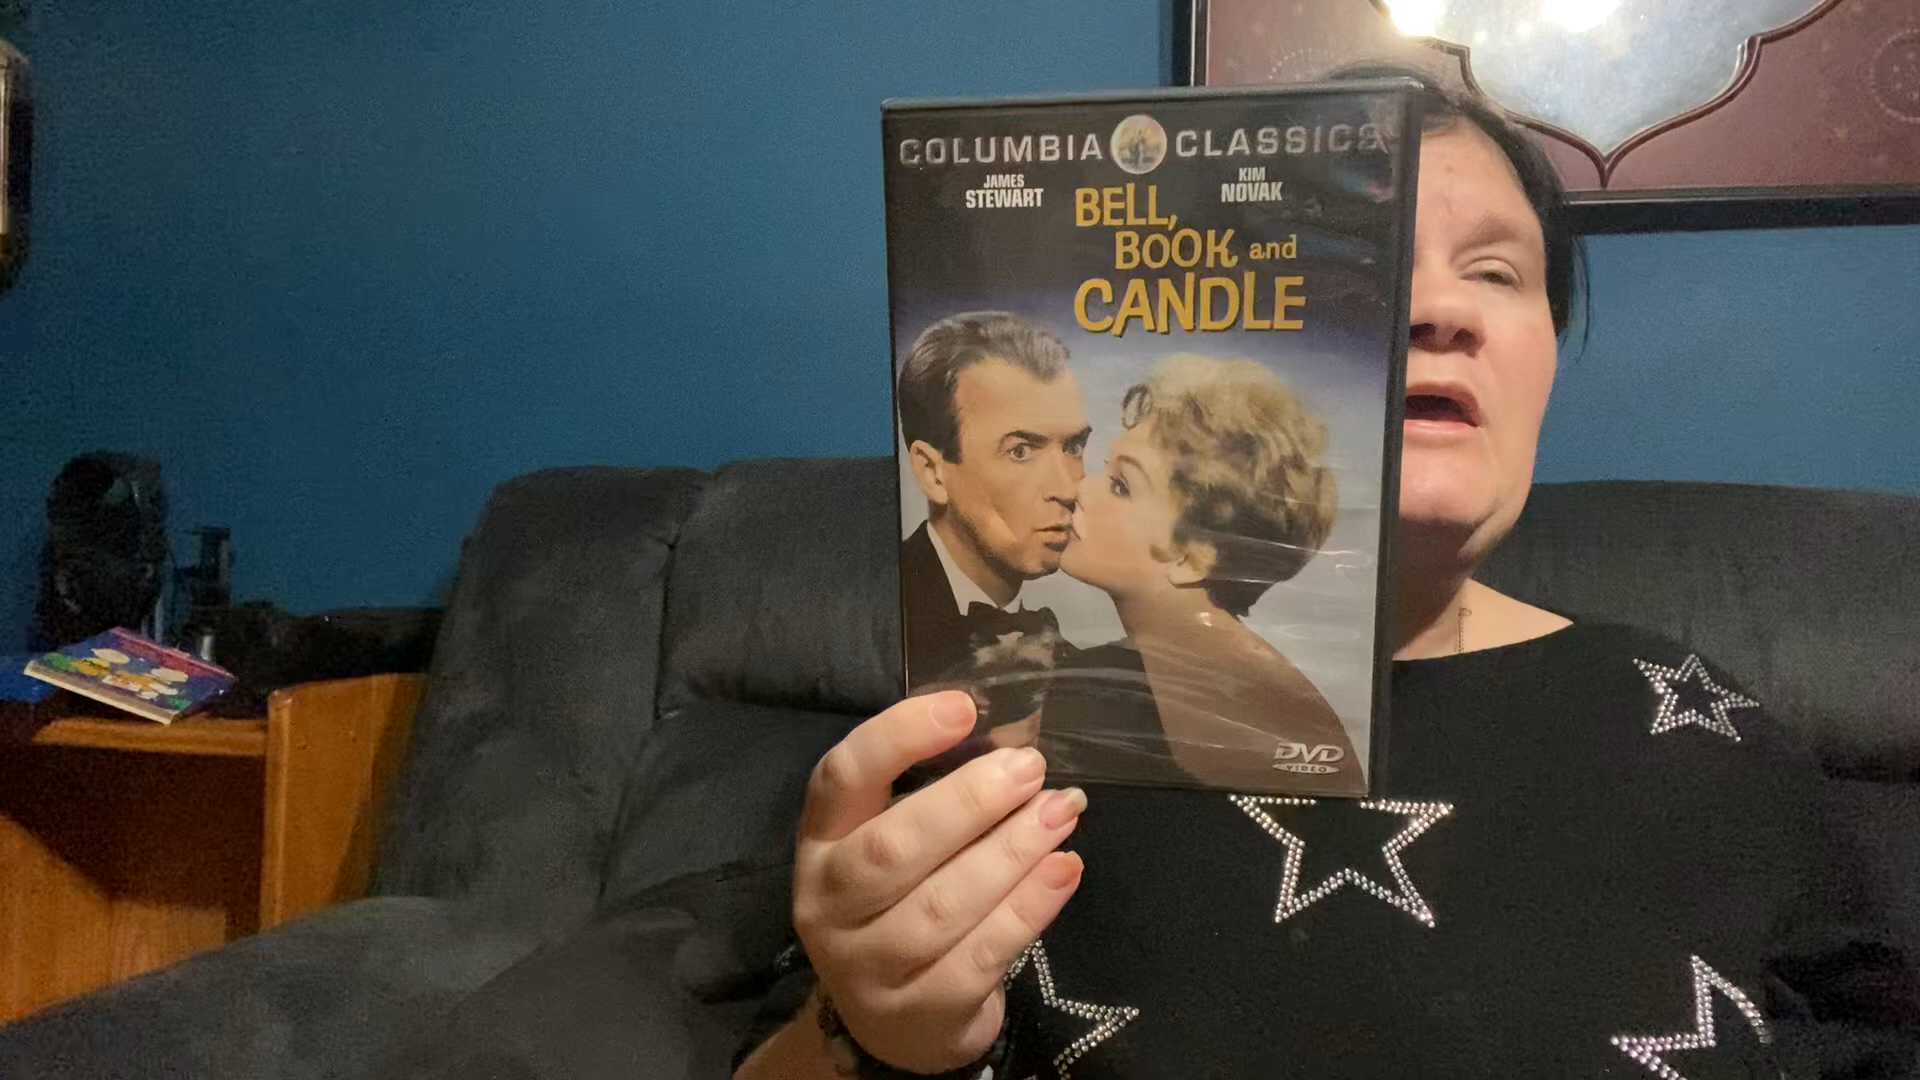 COLUMBIA CLASSICS
JAMES
STEWART
KIM
NOVAK
BELL,
BOOK and
CANDLE
DVD
VIDEO